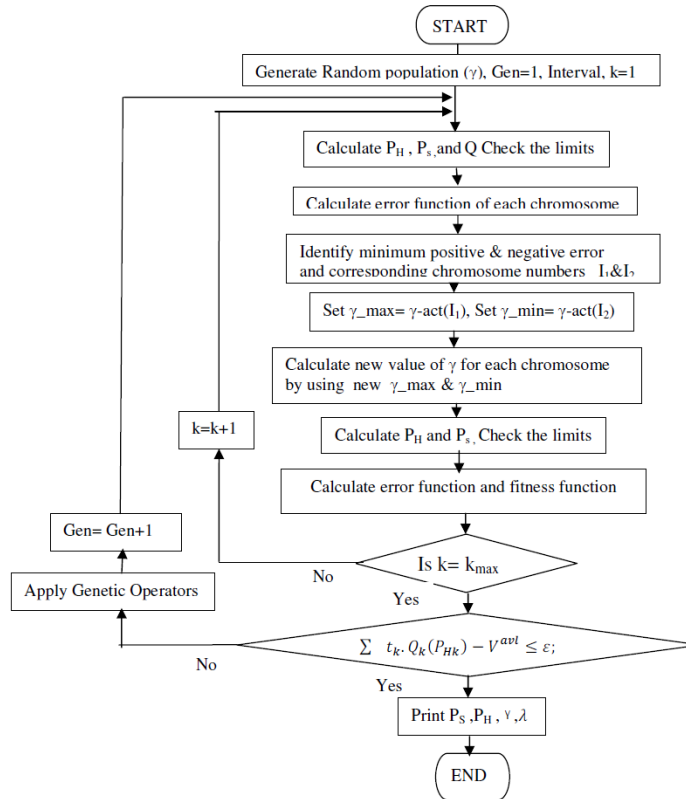 START
Generate Random population (γ), Gen=1, Interval, k=1
Calculate P_H , P_s ,and Q Check the limits
Calculate error function of each chromosome
Identify minimum positive & negative error
and corresponding chromosome numbers I₁&I₂
Set γ_max= γ-act(I₁), Set γ_min= γ-act(I₂)
Calculate new value of γ for each chromosome
by using new γ_max & γ_min
k=k+1
Calculate P_H and P_s , Check the limits
Calculate error function and fitness function
Gen= Gen+1
Is k= k_max
No
Apply Genetic Operators
Yes
∑ t_k. Q_k(P_Hk) − V^avl ≤ ε;
No
Yes
Print P_S ,P_H , γ ,λ
END